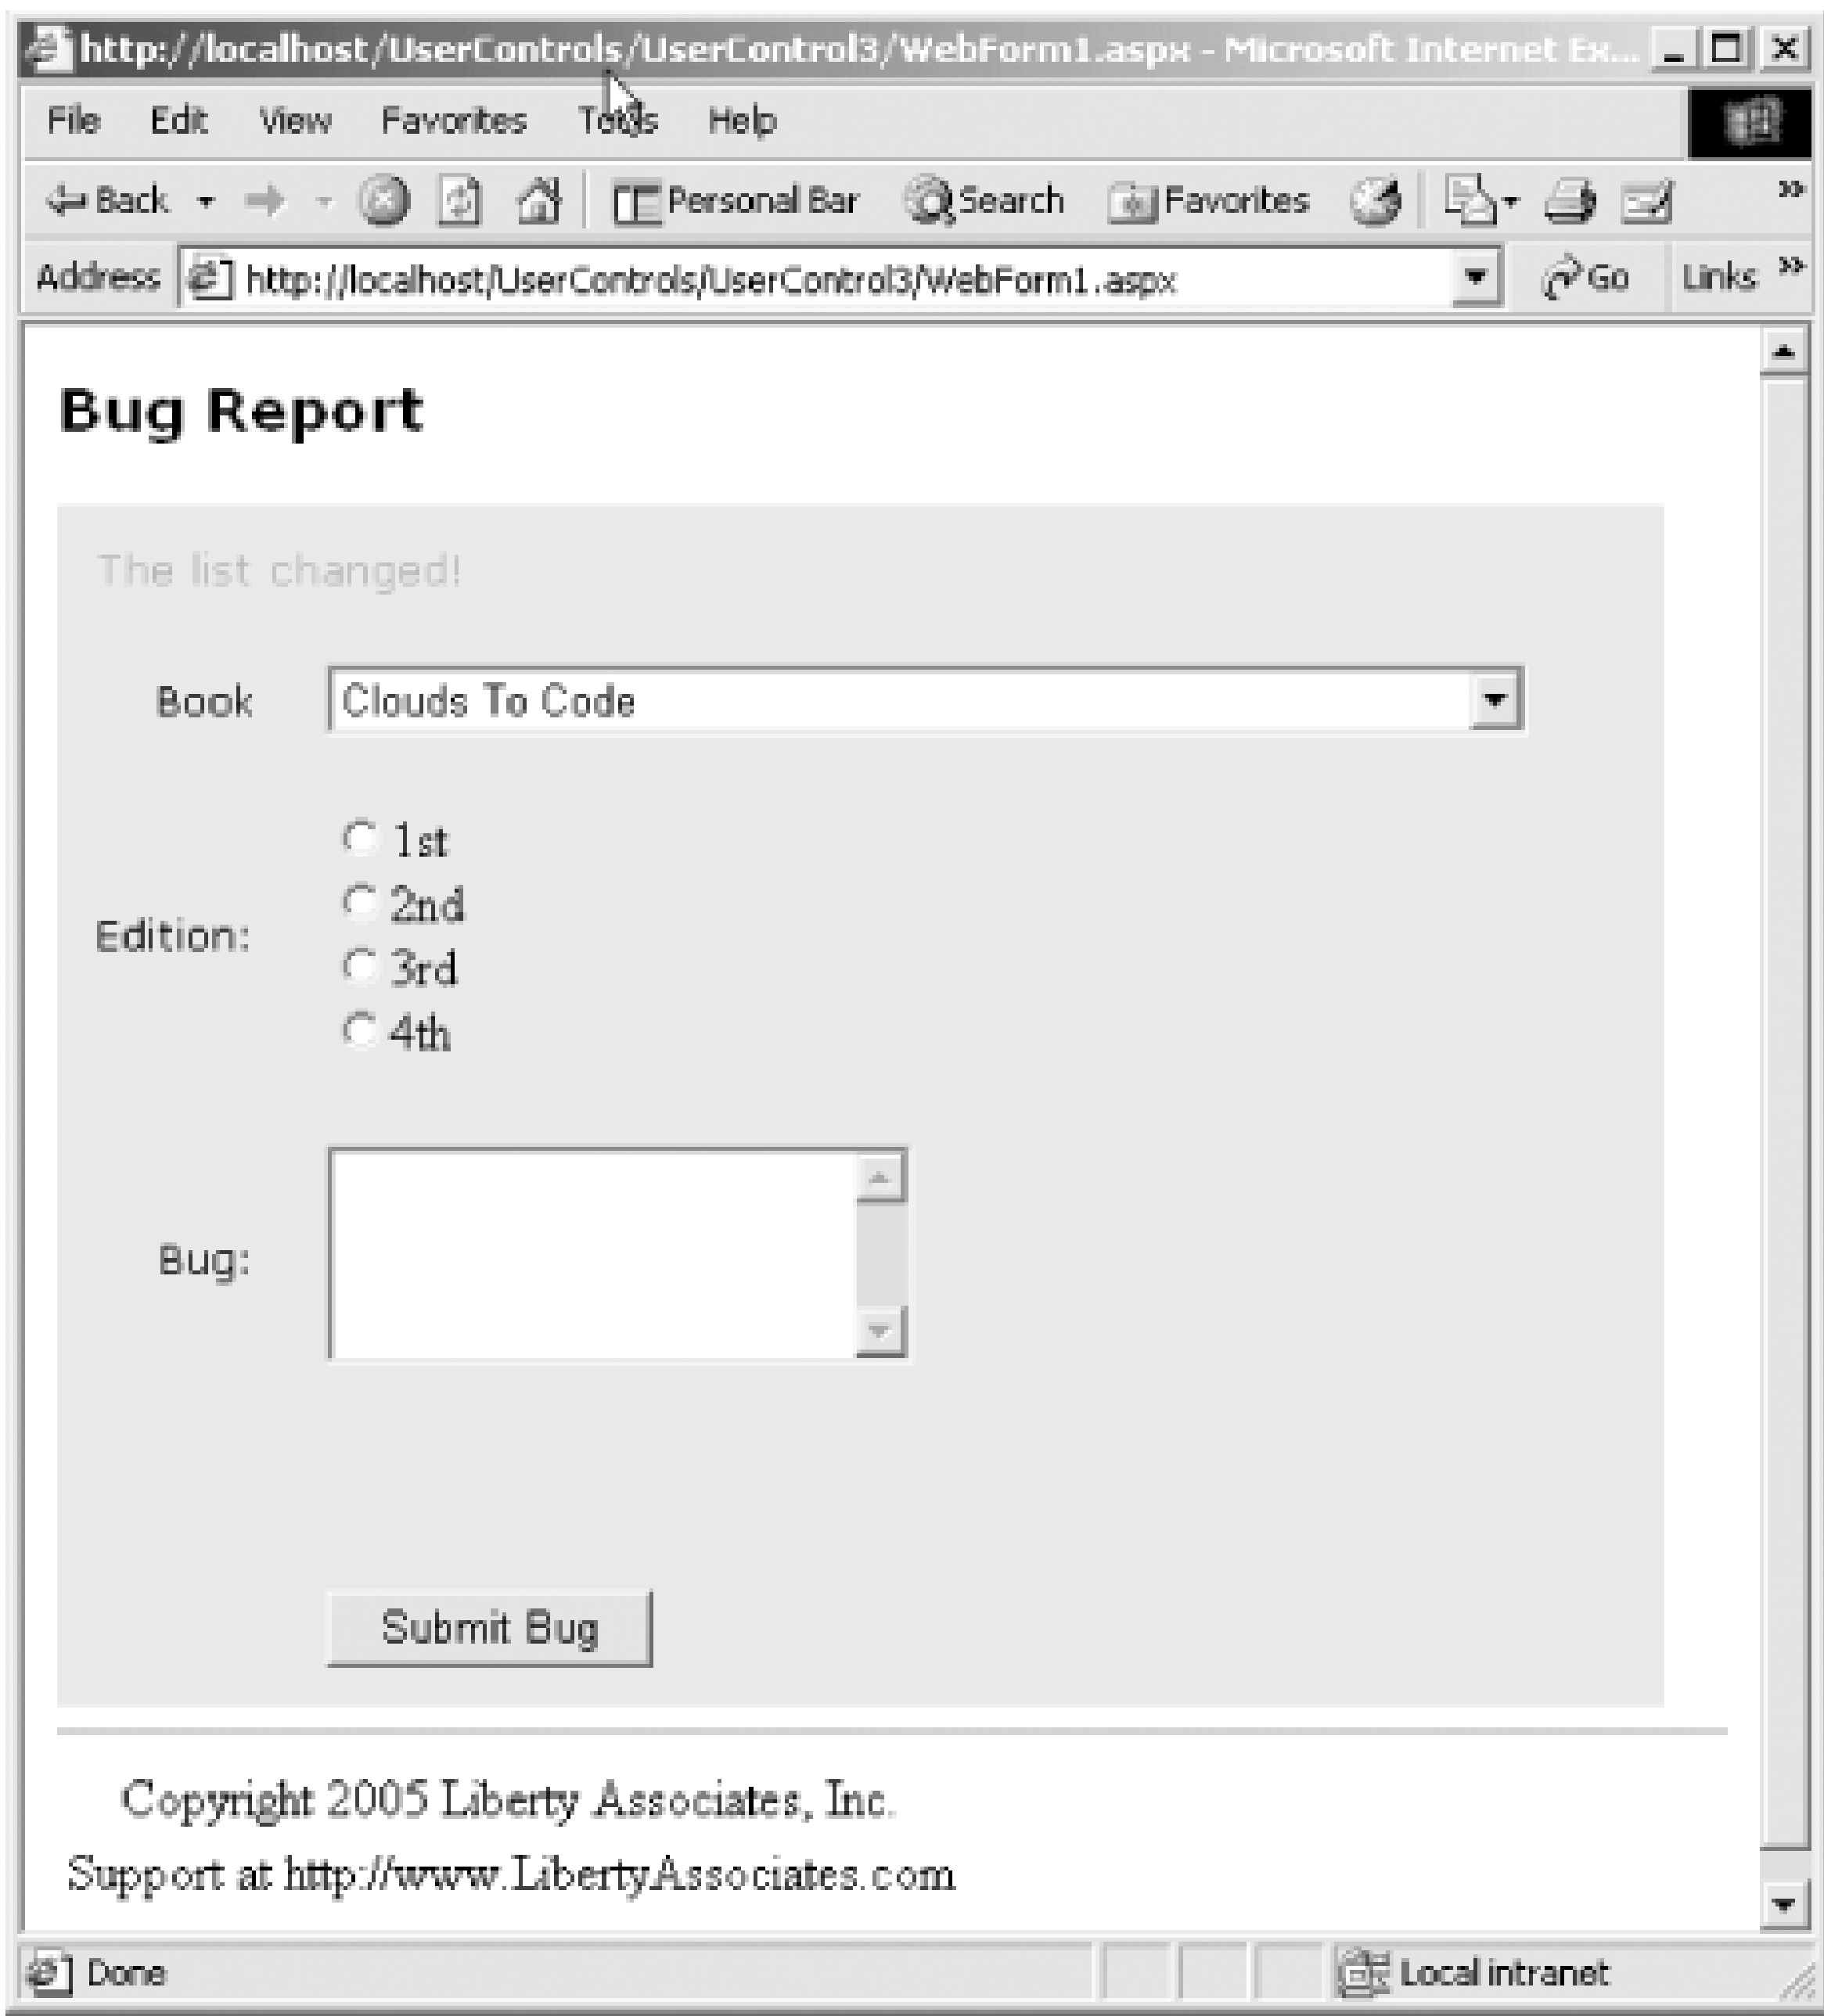 http://localhost/UserControls/UserControl3/WebForm1.aspx - Microsoft Internet Ex...
File Edit View Favorites Tools Help
Back Personal Bar Search Favorites »
Address http://localhost/UserControls/UserControl3/WebForm1.aspx Go Links »
Bug Report
The list changed!
Book Clouds To Code
1st
2nd
Edition:
3rd
4th
Bug:
Submit Bug
Copyright 2005 Liberty Associates, Inc.
Support at http://www.LibertyAssociates.com
Done Local intranet